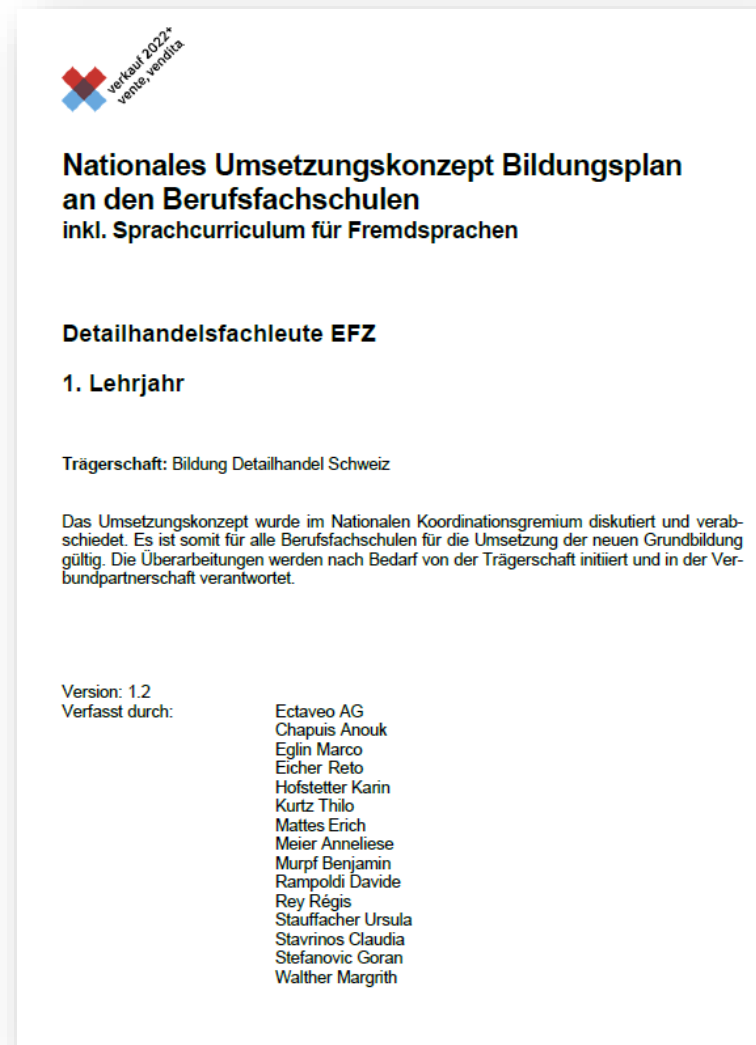 verkauf 2022+
vente, vendita
Nationales Umsetzungskonzept Bildungsplan
an den Berufsfachschulen
inkl. Sprachcurriculum für Fremdsprachen
Detailhandelsfachleute EFZ
1. Lehrjahr
Trägerschaft: Bildung Detailhandel Schweiz
Das Umsetzungskonzept wurde im Nationalen Koordinationsgremium diskutiert und verab-
schiedet. Es ist somit für alle Berufsfachschulen für die Umsetzung der neuen Grundbildung
gültig. Die Überarbeitungen werden nach Bedarf von der Trägerschaft initiiert und in der Ver-
bundpartnerschaft verantwortet.
Version: 1.2
Verfasst durch: Ectaveo AG
Chapuis Anouk
Eglin Marco
Eicher Reto
Hofstetter Karin
Kurtz Thilo
Mattes Erich
Meier Anneliese
Murpf Benjamin
Rampoldi Davide
Rey Régis
Stauffacher Ursula
Stavrinos Claudia
Stefanovic Goran
Walther Margrith